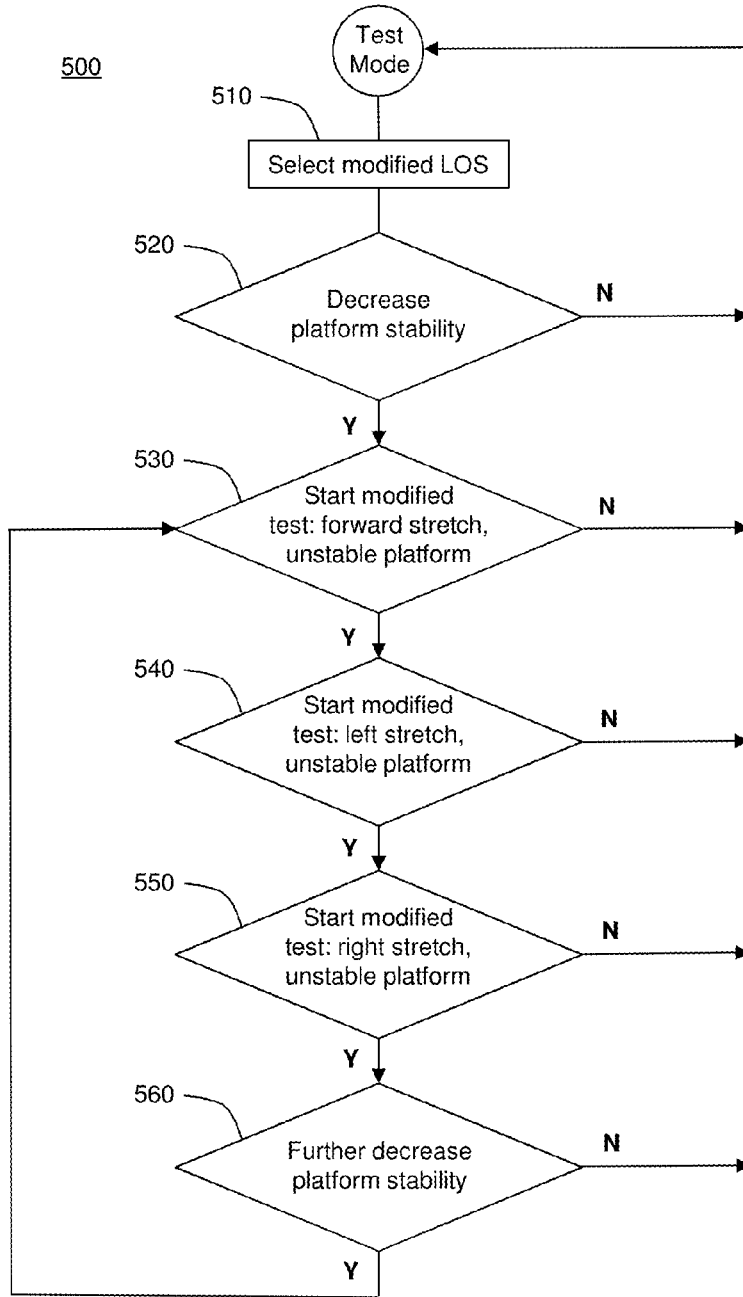 500
Test
Mode
510
Select modified LOS
520
Decrease
platform stability
N
Y
530
Start modified
test: forward stretch,
unstable platform
N
Y
540
Start modified
test: left stretch,
unstable platform
N
Y
550
Start modified
test: right stretch,
unstable platform
N
Y
560
Further decrease
platform stability
N
Y